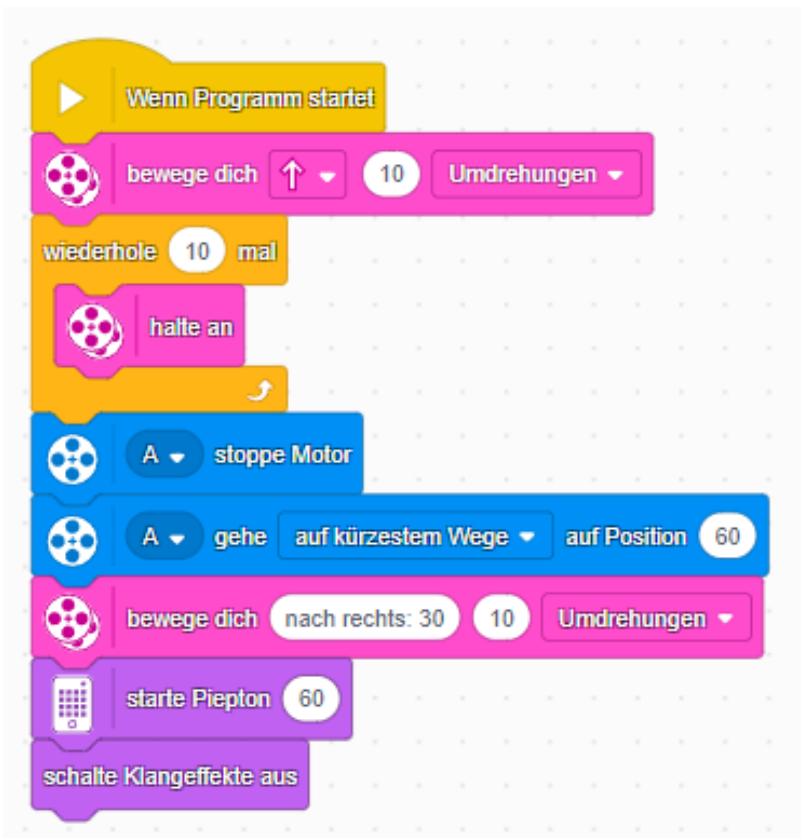 Wenn Programm startet
bewege dich ↑ 10 Umdrehungen
wiederhole 10 mal
halte an
A stoppe Motor
A gehe auf kürzestem Wege auf Position 60
bewege dich nach rechts: 30 10 Umdrehungen
starte Piepton 60
schalte Klangeffekte aus